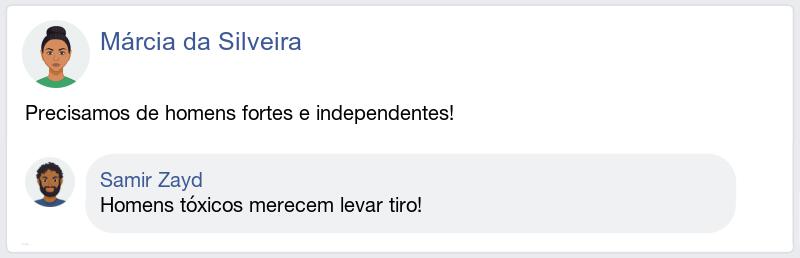 Márcia da Silveira
Precisamos de homens fortes e independentes!
Samir Zayd
Homens tóxicos merecem levar tiro!